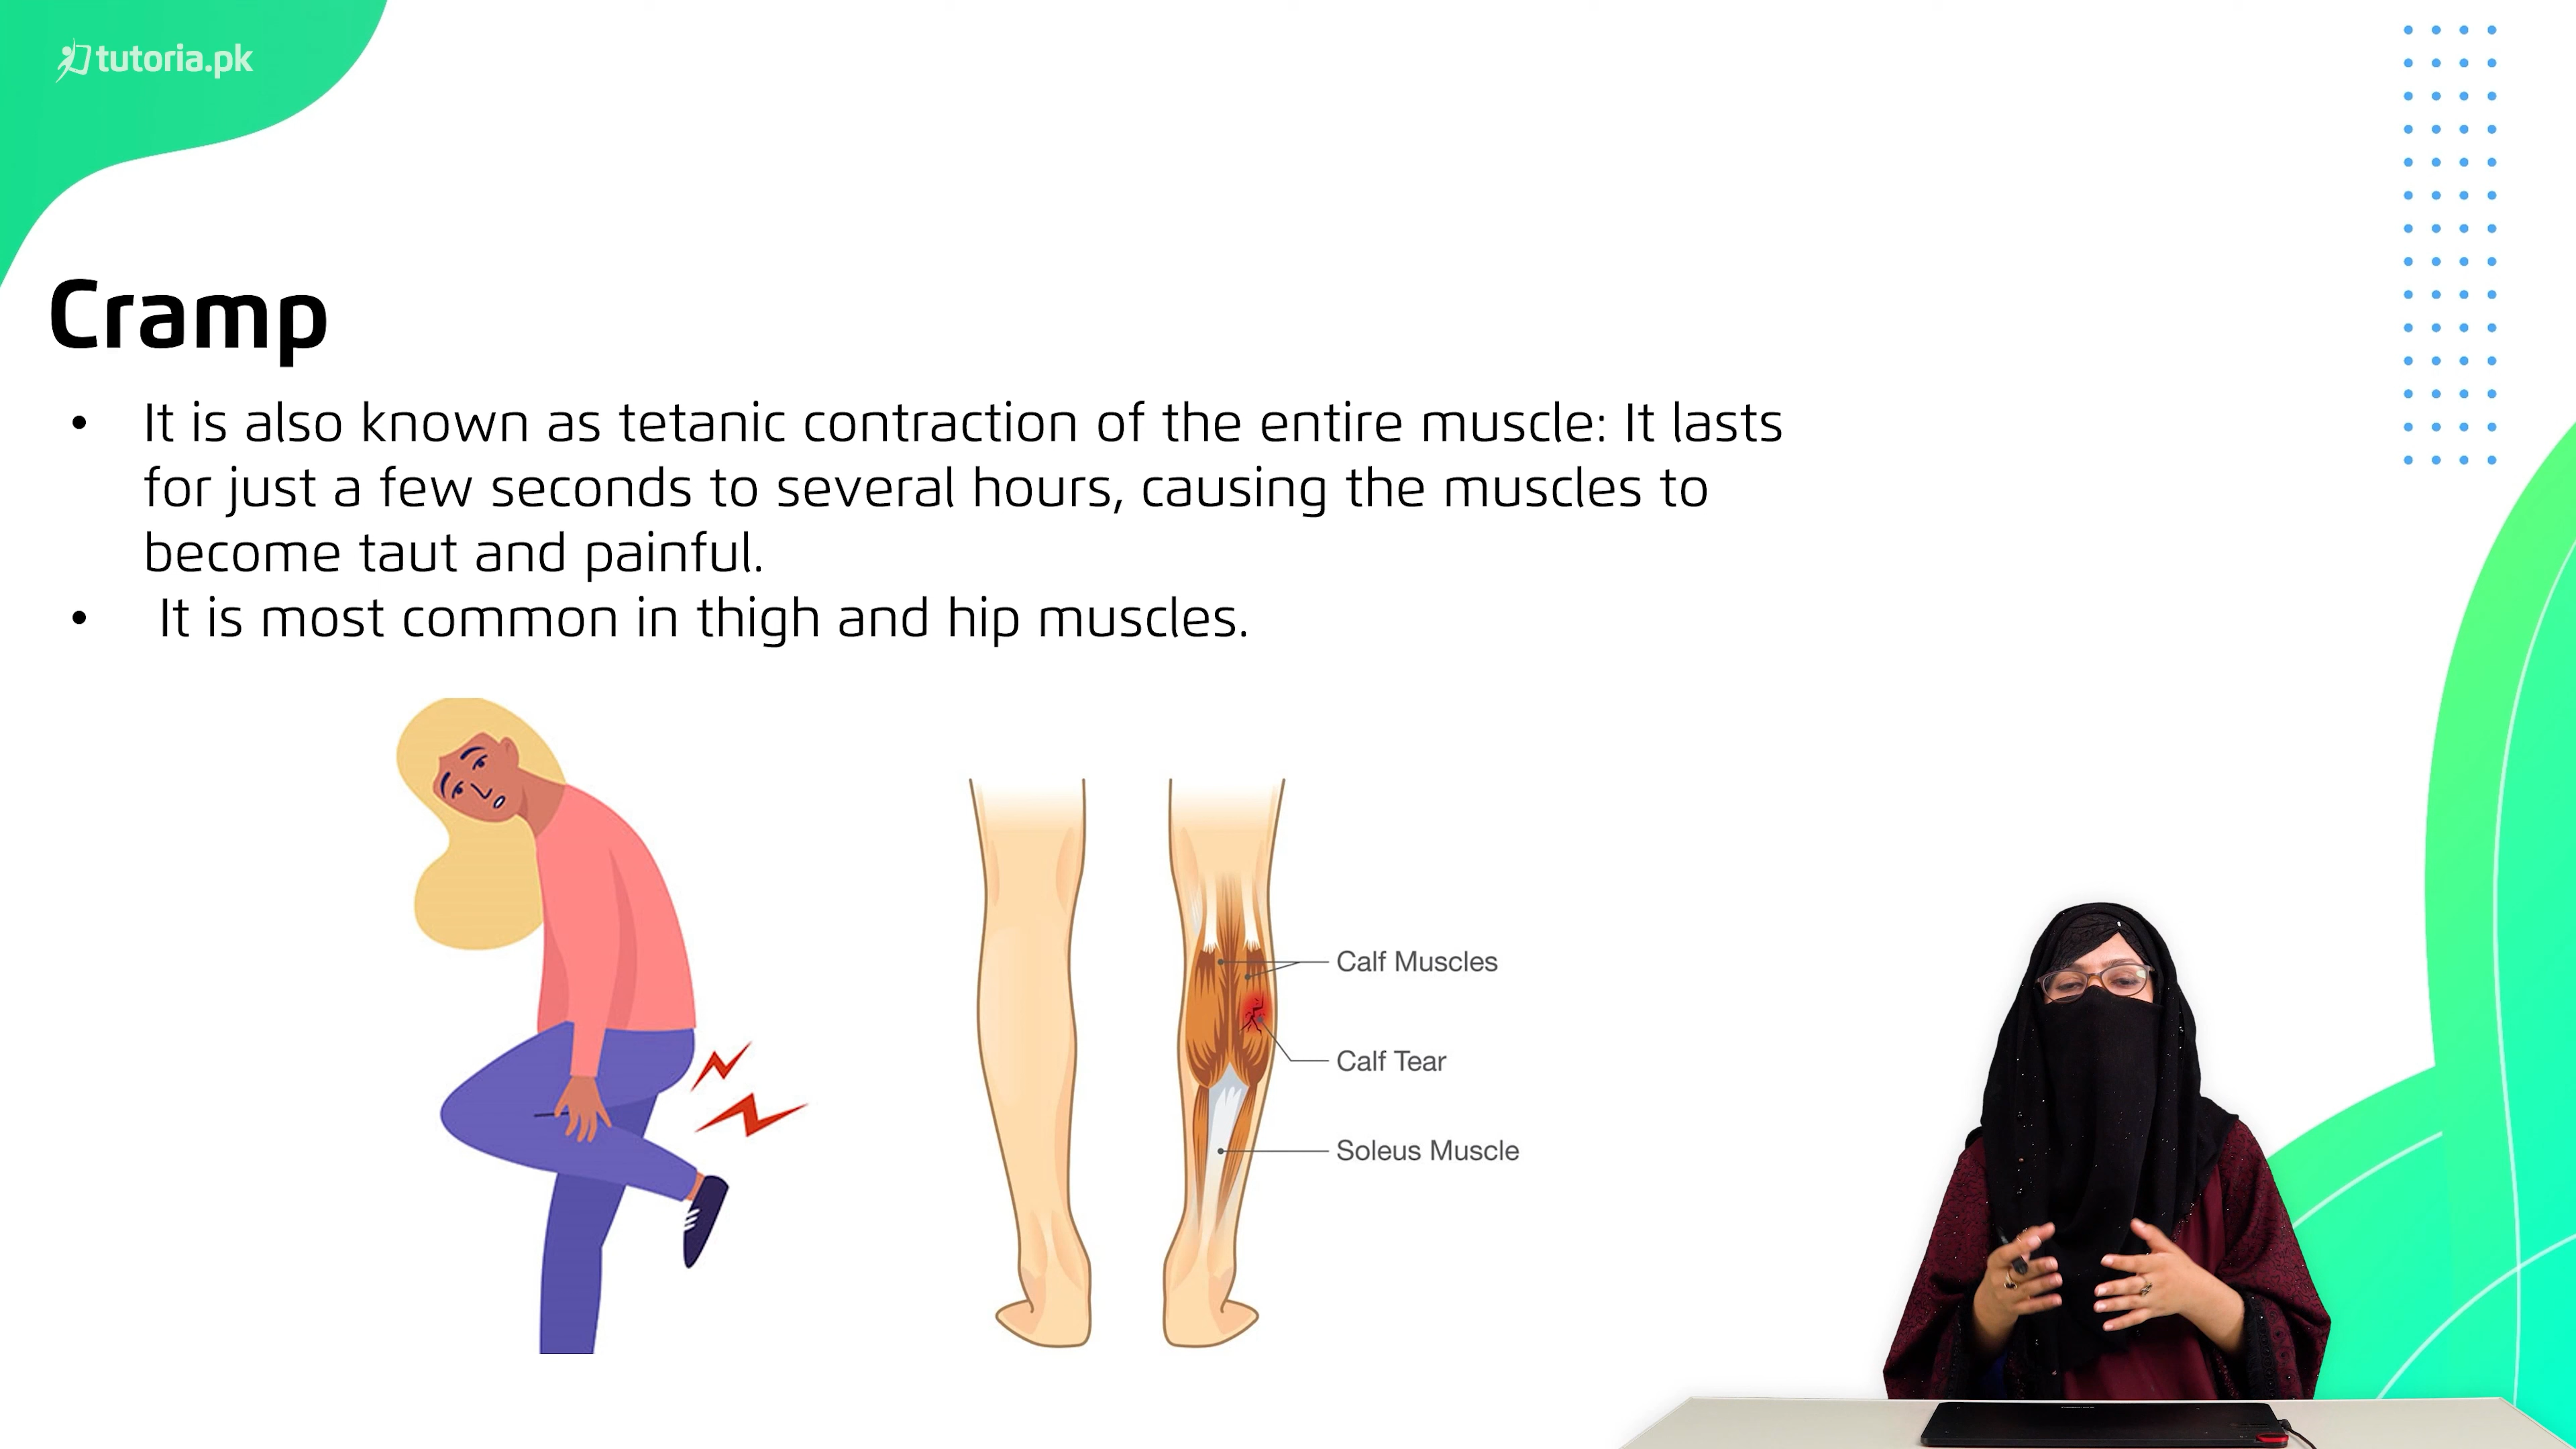 tutoria.pk
Cramp
• It is also known as tetanic contraction of the entire muscle: It lasts
for just a few seconds to several hours, causing the muscles to
become taut and painful.
• It is most common in thigh and hip muscles.
Calf Muscles
Calf Tear
Soleus Muscle